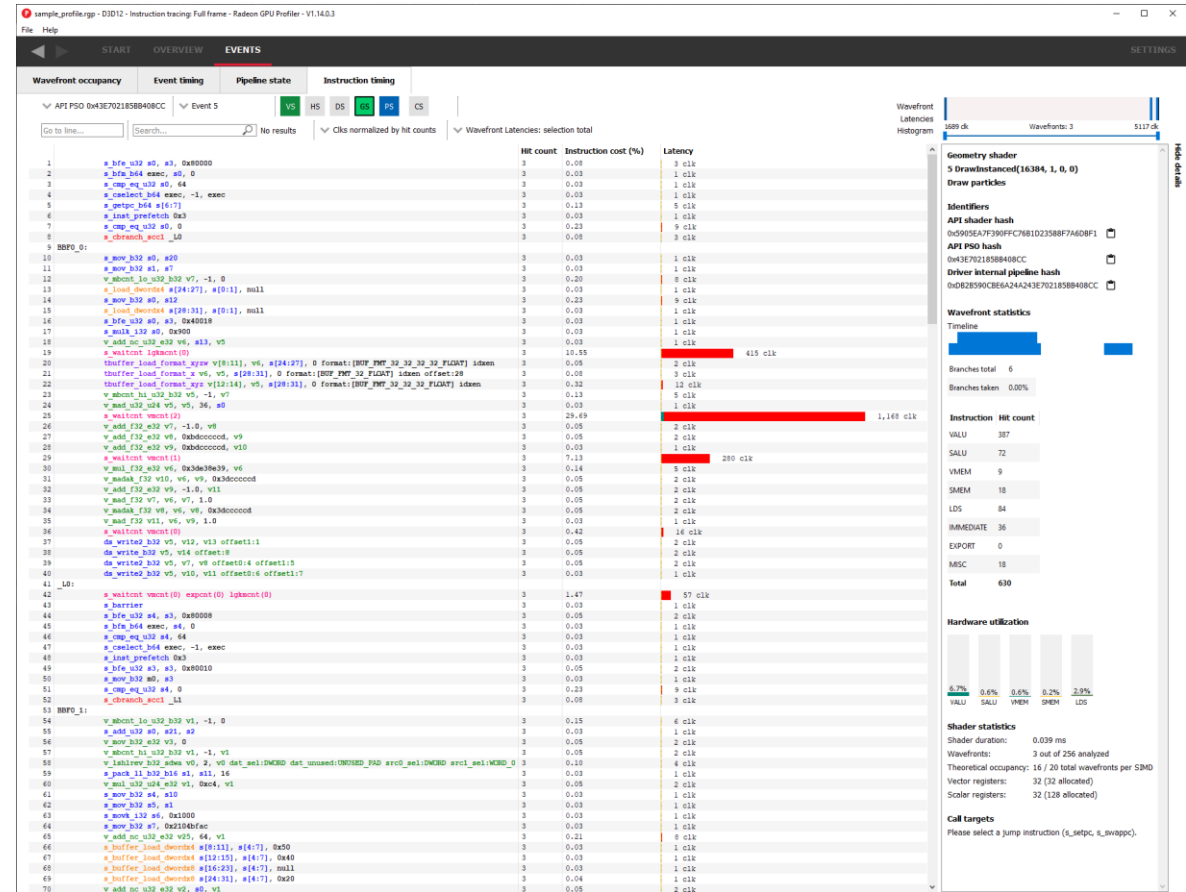 sample_profile.rgp - D3D12 - Instruction tracing: Full frame - Radeon GPU Profiler - V1.14.0.3
File Help
START OVERVIEW EVENTS SETTINGS
Wavefront occupancy Event timing Pipeline state Instruction timing
API PSO 0x43E702185BB408CC Event 5 VS HS DS GS PS CS
Go to line... Search... No results Clks normalized by hit counts Wavefront Latencies: selection total
Wavefront
Latencies
Histogram
1689 clk Wavefronts: 3 5117 clk
Hit count Instruction cost (%) Latency
1 s_bfe_u32 s0, s3, 0x80000 3 0.08 3 clk
2 s_bfm_b64 exec, s0, 0 3 0.03 1 clk
3 s_cmp_eq_u32 s0, 64 3 0.03 1 clk
4 s_cselect_b64 exec, -1, exec 3 0.03 1 clk
5 s_getpc_b64 s[6:7] 3 0.13 5 clk
6 s_inst_prefetch 0x3 3 0.03 1 clk
7 s_cmp_eq_u32 s0, 0 3 0.23 9 clk
8 s_cbranch_scc1 _L0 3 0.08 3 clk
9 BBF0_0:
10 s_mov_b32 s0, s20 3 0.03 1 clk
11 s_mov_b32 s1, s7 3 0.03 1 clk
12 v_mbcnt_lo_u32_b32 v7, -1, 0 3 0.20 8 clk
13 s_load_dwordx4 s[24:27], s[0:1], null 3 0.03 1 clk
14 s_mov_b32 s0, s12 3 0.23 9 clk
15 s_load_dwordx4 s[28:31], s[0:1], null 3 0.03 1 clk
16 s_bfe_u32 s0, s3, 0x40018 3 0.03 1 clk
17 s_mulk_i32 s0, 0x900 3 0.03 1 clk
18 v_add_nc_u32_e32 v6, s13, v5 3 0.03 1 clk
19 s_waitcnt lgkmcnt(0) 3 10.55 415 clk
20 tbuffer_load_format_xyzw v[8:11], v6, s[24:27], 0 format:[BUF_FMT_32_32_32_32_FLOAT] idxen 3 0.05 2 clk
21 tbuffer_load_format_x v6, v5, s[28:31], 0 format:[BUF_FMT_32_FLOAT] idxen offset:28 3 0.08 3 clk
22 tbuffer_load_format_xyz v[12:14], v5, s[28:31], 0 format:[BUF_FMT_32_32_32_FLOAT] idxen 3 0.32 12 clk
23 v_mbcnt_hi_u32_b32 v5, -1, v7 3 0.13 5 clk
24 v_mad_u32_u24 v5, v5, 36, s0 3 0.03 1 clk
25 s_waitcnt vmcnt(2) 3 29.69 1,168 clk
26 v_add_f32_e32 v7, -1.0, v8 3 0.05 2 clk
27 v_add_f32_e32 v8, 0xbdcccccd, v9 3 0.05 2 clk
28 v_add_f32_e32 v9, 0xbdcccccd, v10 3 0.03 1 clk
29 s_waitcnt vmcnt(1) 3 7.13 280 clk
30 v_mul_f32_e32 v6, 0x3de38e39, v6 3 0.14 5 clk
31 v_madak_f32 v10, v6, v9, 0x3dcccccd 3 0.05 2 clk
32 v_add_f32_e32 v9, -1.0, v11 3 0.05 2 clk
33 v_mad_f32 v7, v6, v7, 1.0 3 0.05 2 clk
34 v_madak_f32 v8, v6, v8, 0x3dcccccd 3 0.05 2 clk
35 v_mad_f32 v11, v6, v9, 1.0 3 0.03 1 clk
36 s_waitcnt vmcnt(0) 3 0.42 16 clk
37 ds_write2_b32 v5, v12, v13 offset1:1 3 0.05 2 clk
38 ds_write_b32 v5, v14 offset:8 3 0.05 2 clk
39 ds_write2_b32 v5, v7, v8 offset0:4 offset1:5 3 0.05 2 clk
40 ds_write2_b32 v5, v10, v11 offset0:6 offset1:7 3 0.03 1 clk
41 _L0:
42 s_waitcnt vmcnt(0) expcnt(0) lgkmcnt(0) 3 1.47 57 clk
43 s_barrier 3 0.03 1 clk
44 s_bfe_u32 s4, s3, 0x80008 3 0.05 2 clk
45 s_bfm_b64 exec, s4, 0 3 0.03 1 clk
46 s_cmp_eq_u32 s4, 64 3 0.03 1 clk
47 s_cselect_b64 exec, -1, exec 3 0.03 1 clk
48 s_inst_prefetch 0x3 3 0.03 1 clk
49 s_bfe_u32 s3, s3, 0x80010 3 0.05 2 clk
50 s_mov_b32 m0, s3 3 0.03 1 clk
51 s_cmp_eq_u32 s4, 0 3 0.23 9 clk
52 s_cbranch_scc1 _L1 3 0.08 3 clk
53 BBF0_1:
54 v_mbcnt_lo_u32_b32 v1, -1, 0 3 0.15 6 clk
55 s_add_u32 s0, s21, s2 3 0.03 1 clk
56 v_mov_b32_e32 v3, 0 3 0.05 2 clk
57 v_mbcnt_hi_u32_b32 v1, -1, v1 3 0.05 2 clk
58 v_lshlrev_b32_sdwa v0, 2, v0 dst_sel:DWORD dst_unused:UNUSED_PAD src0_sel:DWORD src1_sel:WORD_0 3 0.10 4 clk
59 s_pack_ll_b32_b16 s1, s11, 16 3 0.03 1 clk
60 v_mul_u32_u24_e32 v1, 0xc4, v1 3 0.05 2 clk
61 s_mov_b32 s4, s10 3 0.03 1 clk
62 s_mov_b32 s5, s1 3 0.03 1 clk
63 s_movk_i32 s6, 0x1000 3 0.03 1 clk
64 s_mov_b32 s7, 0x2104bfac 3 0.03 1 clk
65 v_add_nc_u32_e32 v25, 64, v1 3 0.21 8 clk
66 s_buffer_load_dwordx4 s[8:11], s[4:7], 0x50 3 0.03 1 clk
67 s_buffer_load_dwordx4 s[12:15], s[4:7], 0x40 3 0.03 1 clk
68 s_buffer_load_dwordx8 s[16:23], s[4:7], null 3 0.03 1 clk
69 s_buffer_load_dwordx8 s[24:31], s[4:7], 0x20 3 0.04 1 clk
70 v_add_nc_u32_e32 v2, s0, v1 3 0.05 2 clk
Hide details
Geometry shader
5 DrawInstanced(16384, 1, 0, 0)
Draw particles
Identifiers
API shader hash
0x5905EA7F390FFC76B1D23588F7A6DBF1
API PSO hash
0x43E702185BB408CC
Driver internal pipeline hash
0xDB2B590CBE6A24A243E702185BB408CC
Wavefront statistics
Timeline
Branches total 6
Branches taken 0.00%
Instruction Hit count
VALU 387
SALU 72
VMEM 9
SMEM 18
LDS 84
IMMEDIATE 36
EXPORT 0
MISC 18
Total 630
Hardware utilization
6.7% 0.6% 0.6% 0.2% 2.9%
VALU SALU VMEM SMEM LDS
Shader statistics
Shader duration: 0.039 ms
Wavefronts: 3 out of 256 analyzed
Theoretical occupancy: 16 / 20 total wavefronts per SIMD
Vector registers: 32 (32 allocated)
Scalar registers: 32 (128 allocated)
Call targets
Please select a jump instruction (s_setpc, s_swappc).